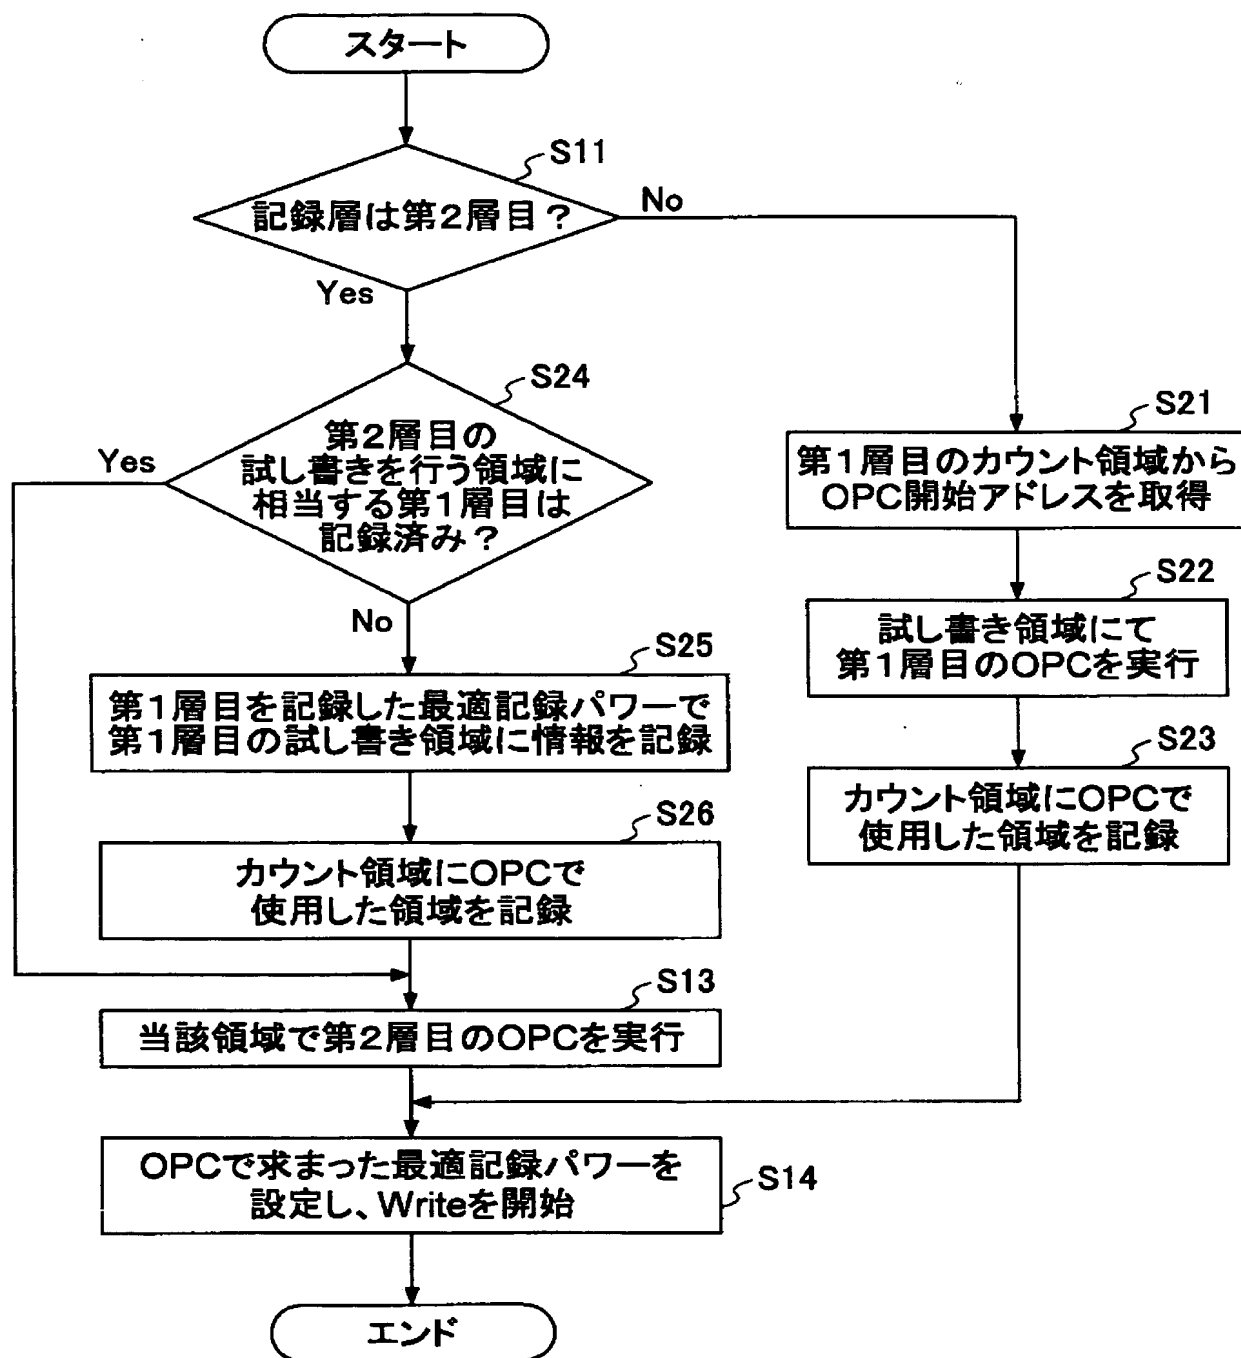 スタート
S11
記録層は第2層目？
No
Yes
S24
第2層目の
試し書きを行う領域に
相当する第1層目は
記録済み？
Yes
No
S21
第1層目のカウント領域から
OPC開始アドレスを取得
S22
試し書き領域にて
第1層目のOPCを実行
S25
第1層目を記録した最適記録パワーで
第1層目の試し書き領域に情報を記録
S23
カウント領域にOPCで
使用した領域を記録
S26
カウント領域にOPCで
使用した領域を記録
S13
当該領域で第2層目のOPCを実行
OPCで求まった最適記録パワーを
設定し、Writeを開始
S14
エンド